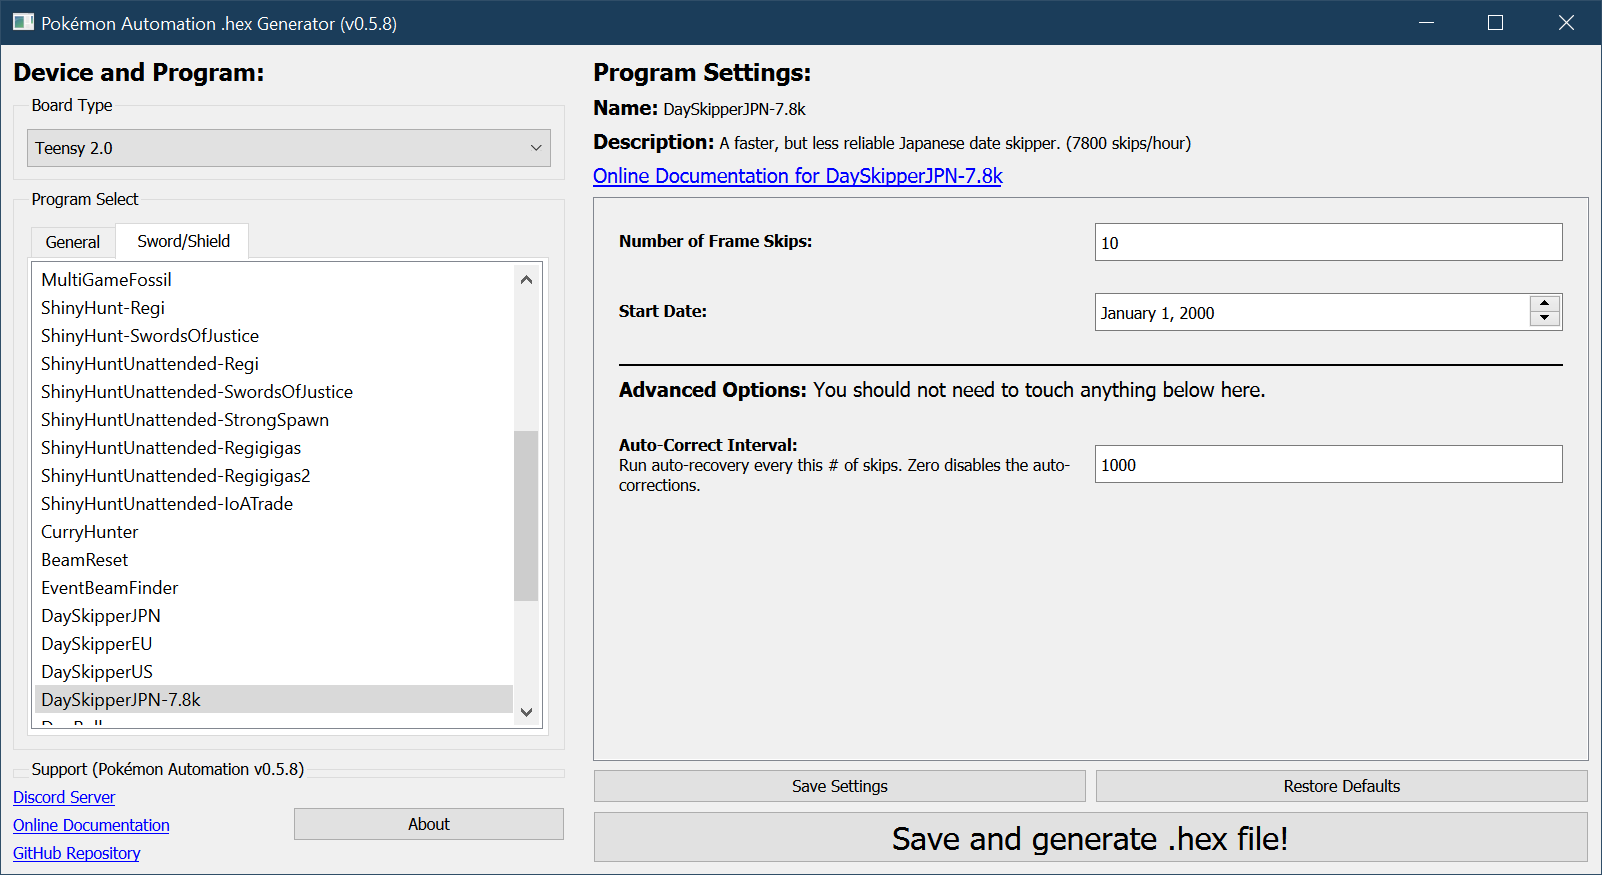 Pokémon Automation .hex Generator (v0.5.8)
Device and Program:
Board Type
Teensy 2.0
Program Select
General
Sword/Shield
MultiGameFossil
ShinyHunt-Regi
ShinyHunt-SwordsOfJustice
ShinyHuntUnattended-Regi
ShinyHuntUnattended-SwordsOfJustice
ShinyHuntUnattended-StrongSpawn
ShinyHuntUnattended-Regigigas
ShinyHuntUnattended-Regigigas2
ShinyHuntUnattended-IoATrade
CurryHunter
BeamReset
EventBeamFinder
DaySkipperJPN
DaySkipperEU
DaySkipperUS
DaySkipperJPN-7.8k
Support (Pokémon Automation v0.5.8)
Discord Server
Online Documentation
GitHub Repository
About
Program Settings:
Name: DaySkipperJPN-7.8k
Description: A faster, but less reliable Japanese date skipper. (7800 skips/hour)
Online Documentation for DaySkipperJPN-7.8k
Number of Frame Skips:
10
Start Date:
January 1, 2000
Advanced Options: You should not need to touch anything below here.
Auto-Correct Interval:
Run auto-recovery every this # of skips. Zero disables the auto-
corrections.
1000
Save Settings
Restore Defaults
Save and generate .hex file!